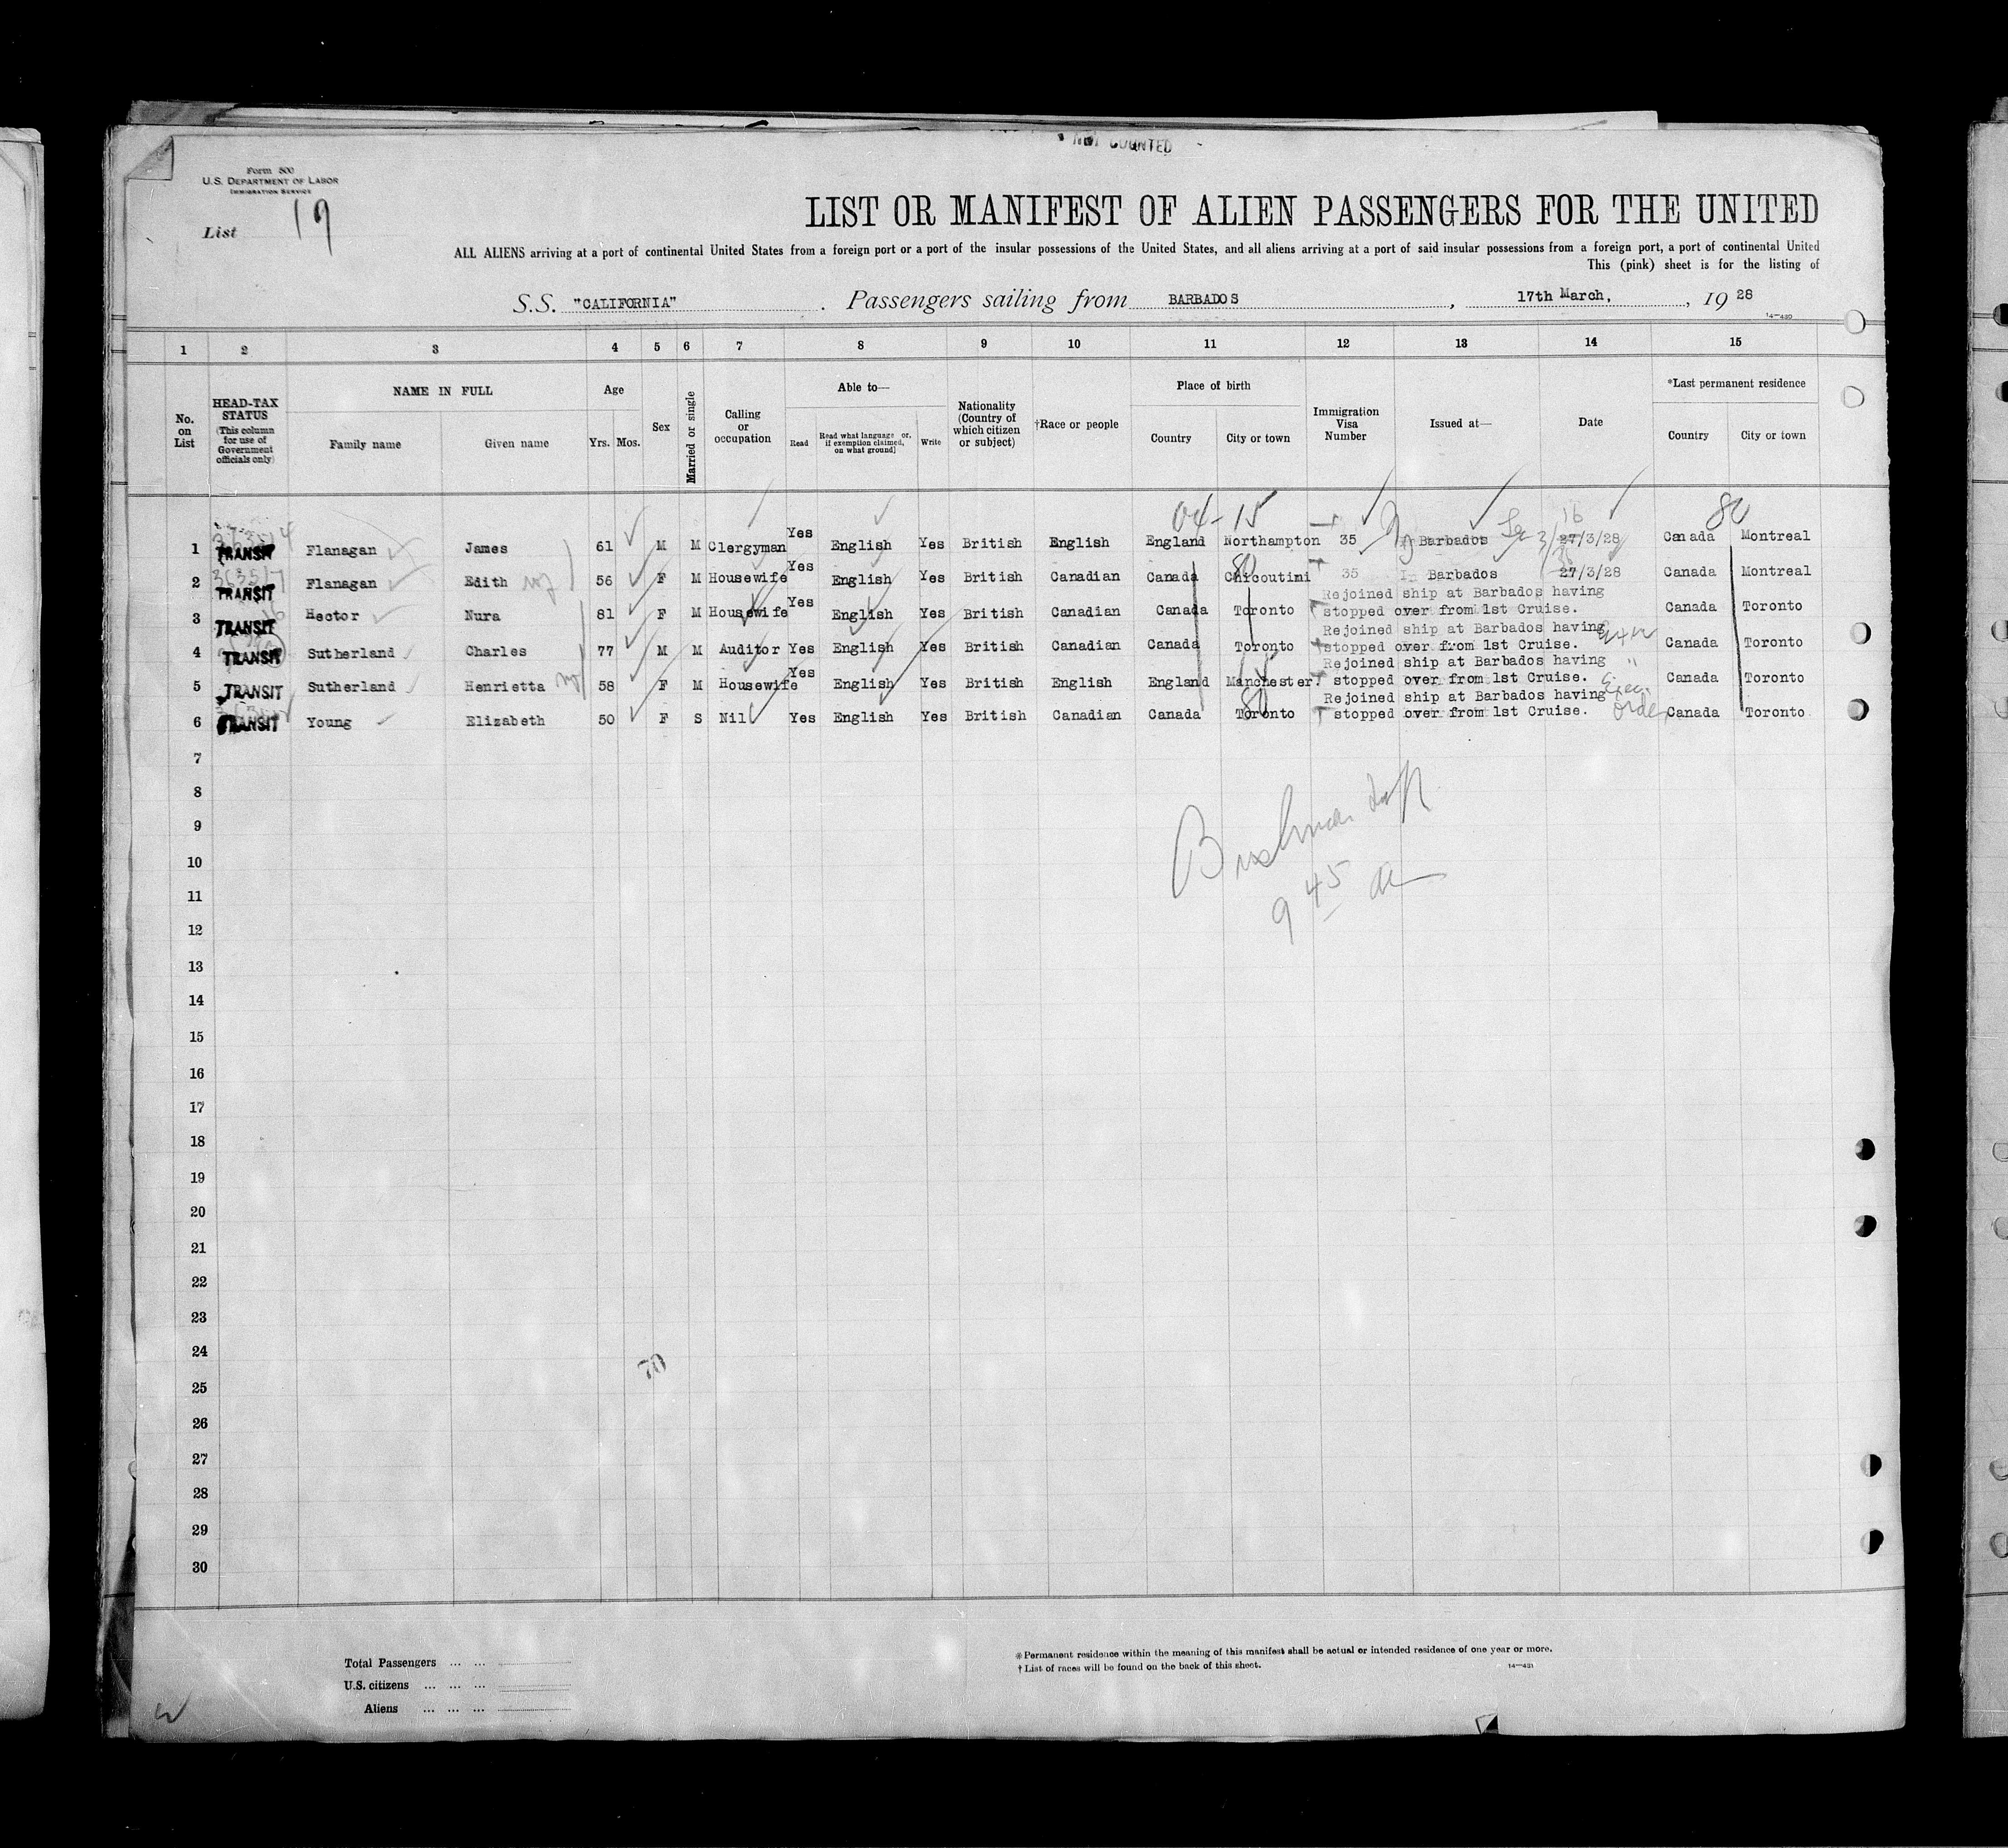 NOT COUNTED
Form 500
U.S. DEPARTMENT OF LABOR
IMMIGRATION SERVICE
List 19
LIST OR MANIFEST OF ALIEN PASSENGERS FOR THE UNITED
ALL ALIENS arriving at a port of continental United States from a foreign port or a port of the insular possessions of the United States, and all aliens arriving at a port of said insular possessions from a foreign port, a port of continental United
This (pink) sheet is for the listing of
S.S. "CALIFORNIA" . Passengers sailing from BARBADOS , 17th March, , 19 28
14—430
1 2 3 4 5 6 7 8 9 10 11 12 13 14 15
No. on List
HEAD-TAX STATUS (This column for use of Government officials only)
NAME IN FULL
Family name Given name
Age
Yrs. Mos.
Sex
Married or single
Calling or occupation
Able to—
Read Read what language or, if exemption claimed, on what ground] Write
Nationality (Country of which citizen or subject)
†Race or people
Place of birth
Country City or town
Immigration Visa Number
Issued at—
Date
*Last permanent residence
Country City or town
04-15 16 80
1 TRANSIT Flanagan James 61 M M Clergyman Yes English Yes British English England Northampton 35 Barbados 27/3/28 Canada Montreal
2 TRANSIT Flanagan Edith 56 F M Housewife Yes English Yes British Canadian Canada Chicoutimi 35 Barbados 27/3/28 Canada Montreal
3 TRANSIT Hector Nura 81 F M Housewife Yes English Yes British Canadian Canada Toronto Rejoined ship at Barbados having stopped over from 1st Cruise. Canada Toronto
4 TRANSIT Sutherland Charles 77 M M Auditor Yes English Yes British Canadian Canada Toronto Rejoined ship at Barbados having stopped over from 1st Cruise. Canada Toronto
5 TRANSIT Sutherland Henrietta 58 F M Housewife Yes English Yes British English England Manchester Rejoined ship at Barbados having stopped over from 1st Cruise. Canada Toronto
6 TRANSIT Young Elizabeth 50 F S Nil Yes English Yes British Canadian Canada Toronto Rejoined ship at Barbados having stopped over from 1st Cruise. Exec. order Canada Toronto
7
8
9
10
11
9 45
12
13
14
15
16
17
18
19
20
21
22
23
24
70
25
26
27
28
29
30
Total Passengers ... ...
U.S. citizens ... ... ...
Aliens ... ... ...
* Permanent residence within the meaning of this manifest shall be actual or intended residence of one year or more.
† List of races will be found on the back of this sheet.
14—431